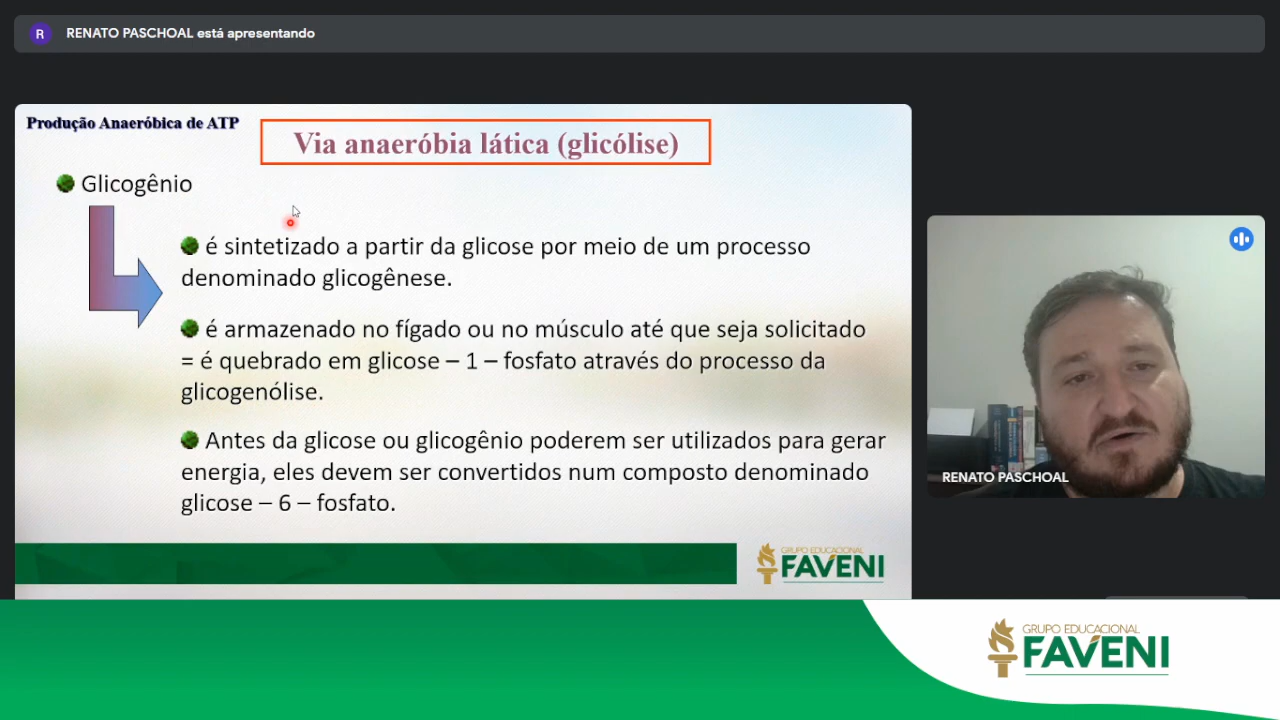 R
RENATO PASCHOAL está apresentando
Produção Anaeróbica de ATP
Via anaeróbia lática (glicólise)
Glicogênio
é sintetizado a partir da glicose por meio de um processo
denominado glicogênese.
é armazenado no fígado ou no músculo até que seja solicitado
= é quebrado em glicose – 1 – fosfato através do processo da
glicogenólise.
Antes da glicose ou glicogênio poderem ser utilizados para gerar
energia, eles devem ser convertidos num composto denominado
glicose – 6 – fosfato.
GRUPO EDUCACIONAL
FAVENI
RENATO PASCHOAL
GRUPO EDUCACIONAL
FAVENI